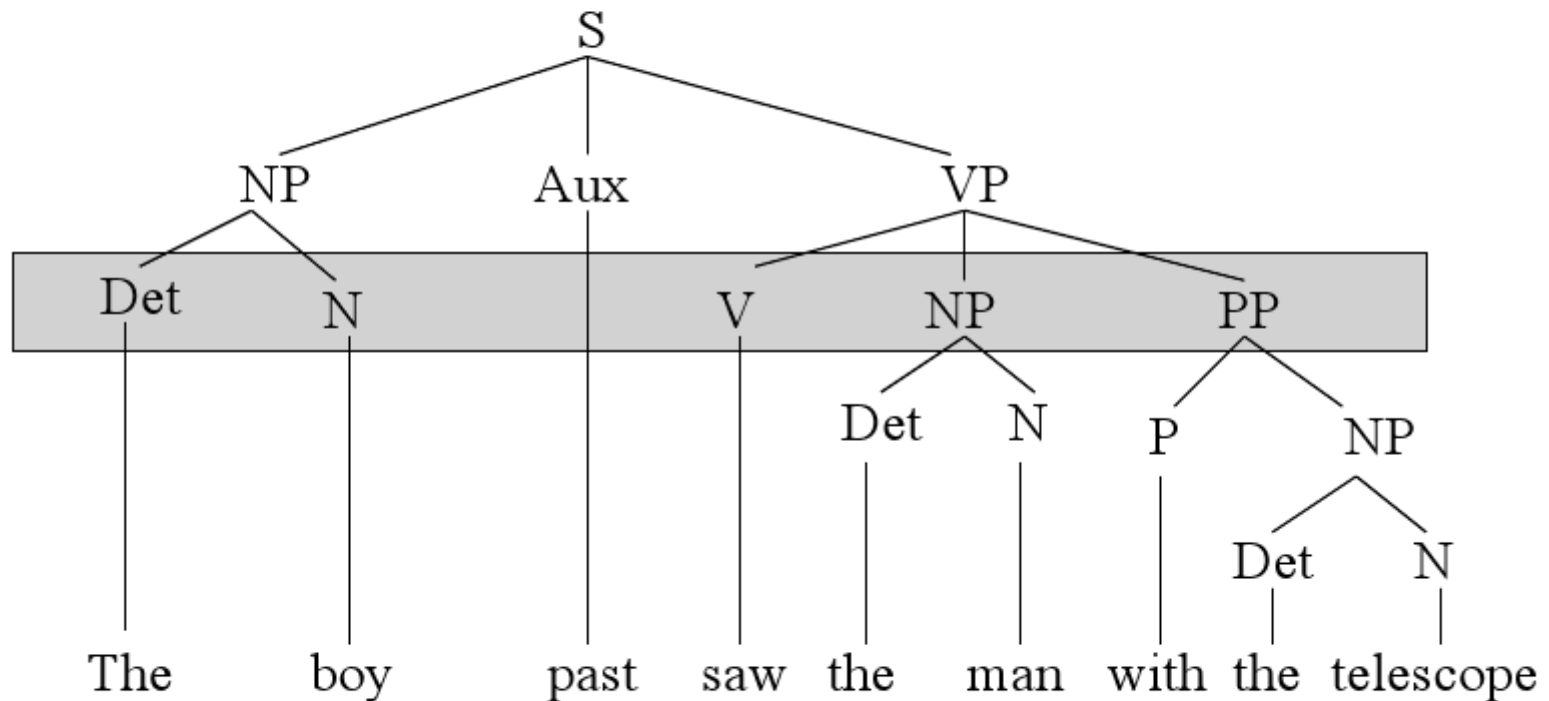 S
NP Aux VP
Det N V NP PP
Det N P NP
Det N
The boy past saw the man with the telescope